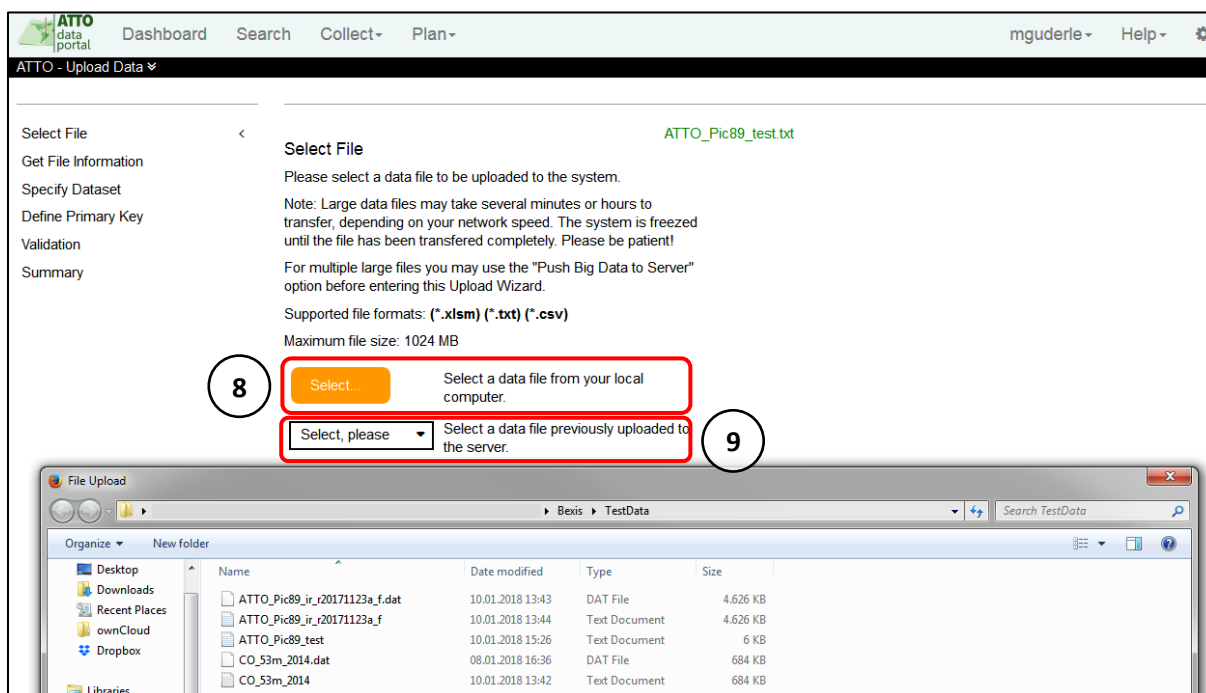 ATTO
data
portal
Dashboard Search Collect Plan mguderle Help
ATTO - Upload Data
Select File <
Get File Information
Specify Dataset
Define Primary Key
Validation
Summary
ATTO_Pic89_test.txt
Select File
Please select a data file to be uploaded to the system.
Note: Large data files may take several minutes or hours to
transfer, depending on your network speed. The system is freezed
until the file has been transfered completely. Please be patient!
For multiple large files you may use the "Push Big Data to Server"
option before entering this Upload Wizard.
Supported file formats: (*.xlsm) (*.txt) (*.csv)
Maximum file size: 1024 MB
8
Select...
Select a data file from your local
computer.
Select, please
Select a data file previously uploaded to
the server.
9
File Upload
x
Bexis TestData
Search TestData
Organize New folder
Desktop
Downloads
Recent Places
ownCloud
Dropbox
Libraries
Name Date modified Type Size
ATTO_Pic89_ir_r20171123a_f.dat 10.01.2018 13:43 DAT File 4.626 KB
ATTO_Pic89_ir_r20171123a_f 10.01.2018 13:44 Text Document 4.626 KB
ATTO_Pic89_test 10.01.2018 15:26 Text Document 6 KB
CO_53m_2014.dat 08.01.2018 16:36 DAT File 684 KB
CO_53m_2014 10.01.2018 13:42 Text Document 684 KB